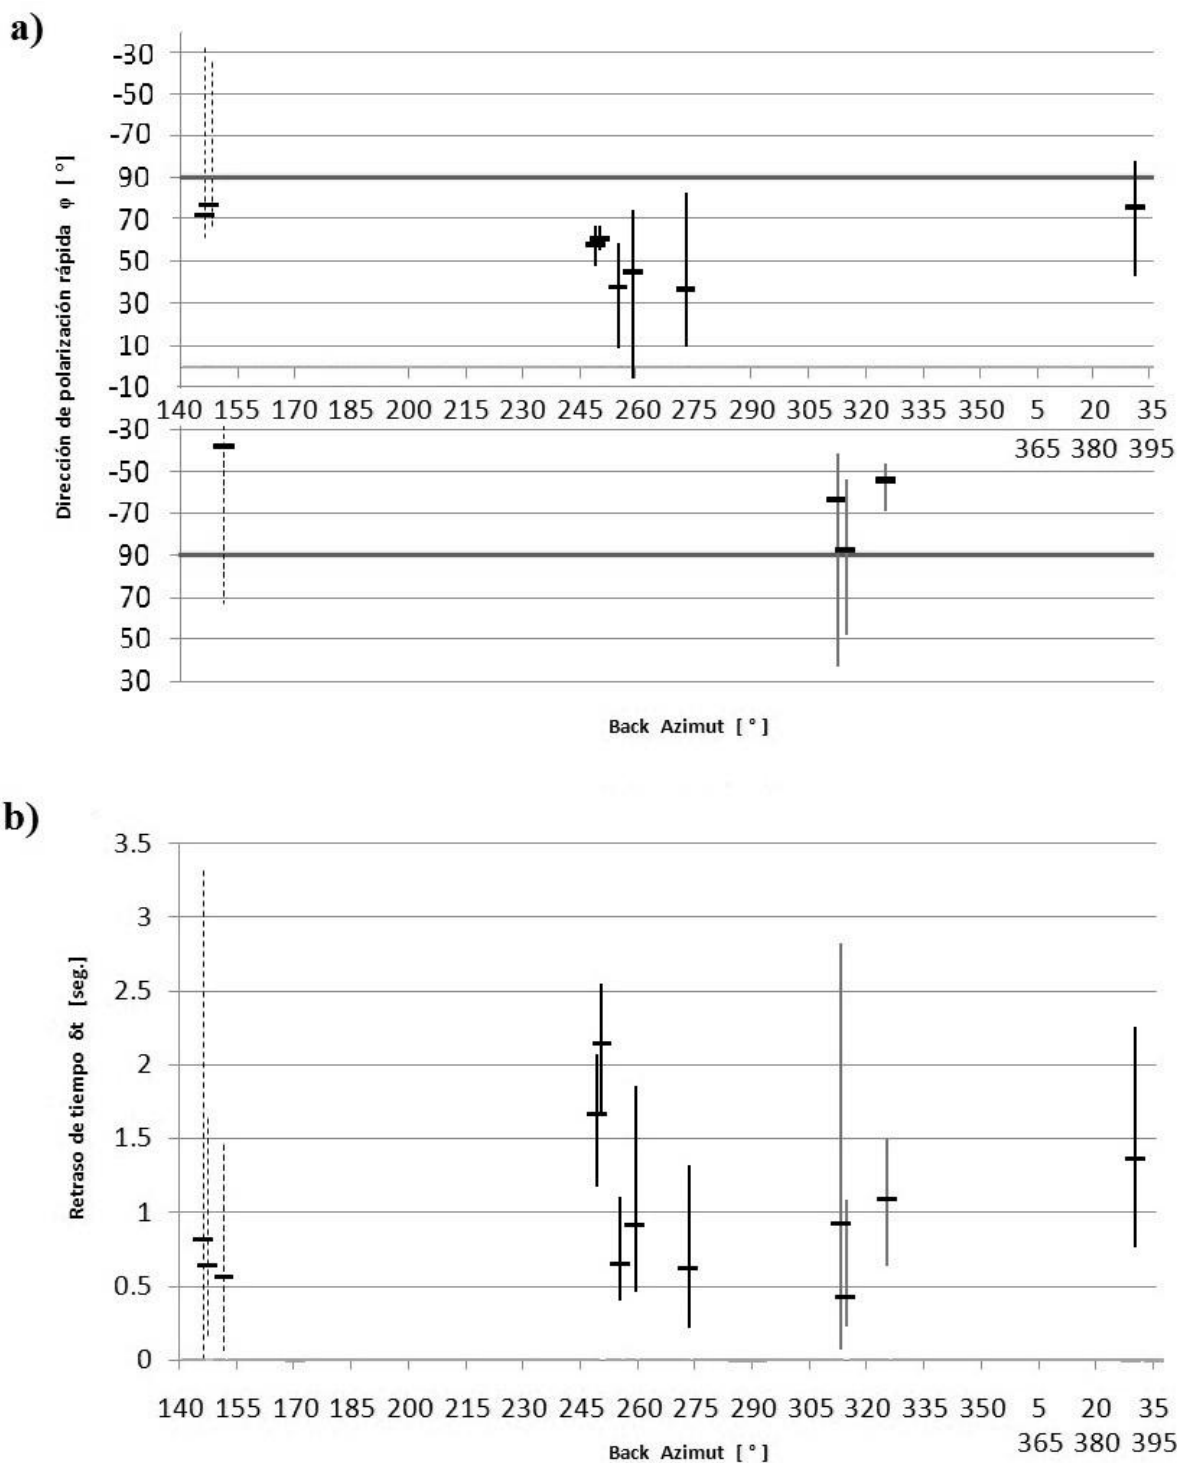 a)
Dirección de polarización rápida φ [ °]
-30
-50
-70
90
70
50
30
10
-10
140 155 170 185 200 215 230 245 260 275 290 305 320 335 350 5 20 35
-30
365 380 395
-50
-70
90
70
50
30
Back Azimut [ ° ]
b)
Retraso de tiempo δt [seg.]
3.5
3
2.5
2
1.5
1
0.5
0
140 155 170 185 200 215 230 245 260 275 290 305 320 335 350 5 20 35
365 380 395
Back Azimut [ ° ]